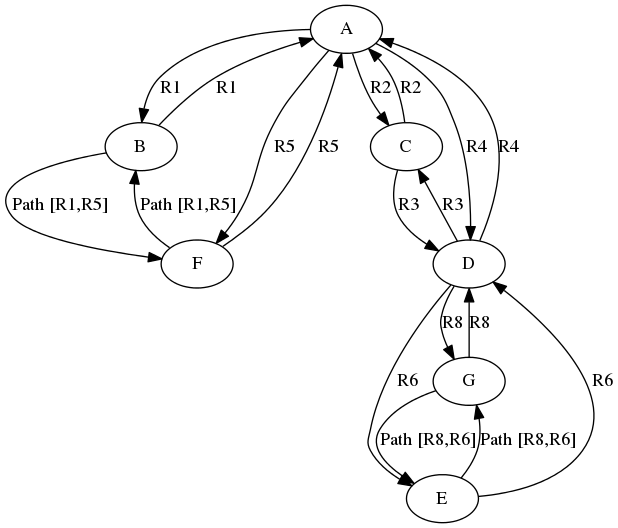 A
R1
R1
R2
R2
R5
R5
R4
R4
B
C
Path [R1,R5]
Path [R1,R5]
R3
R3
F
D
R8
R8
R6
R6
G
Path [R8,R6]
Path [R8,R6]
E